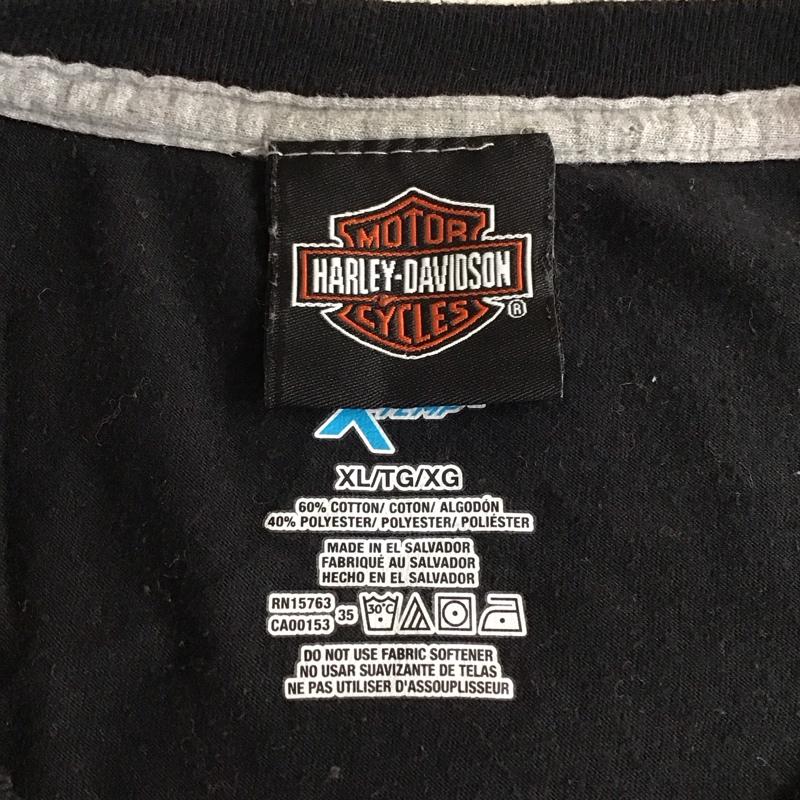 MOTOR
HARLEY-DAVIDSON
CYCLES
®
XTEMP
XL/TG/XG
60% COTTON/ COTON/ ALGODÓN
40% POLYESTER/ POLYESTER/ POLIÉSTER
MADE IN EL SALVADOR
FABRIQUÉ AU SALVADOR
HECHO EN EL SALVADOR
RN15763
CA00153
35
30°C
DO NOT USE FABRIC SOFTENER
NO USAR SUAVIZANTE DE TELAS
NE PAS UTILISER D'ASSOUPLISSEUR